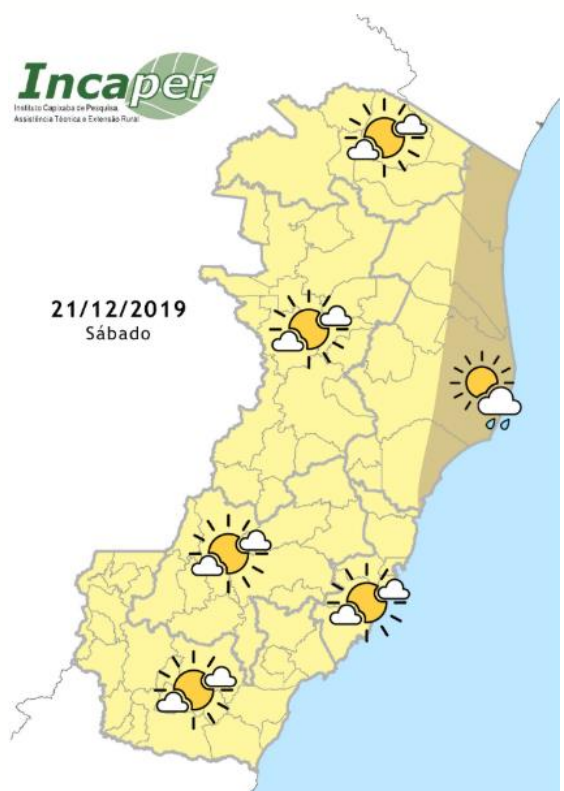 Incaper
Instituto Capixaba de Pesquisa,
Assistência Técnica e Extensão Rural
21/12/2019
Sábado